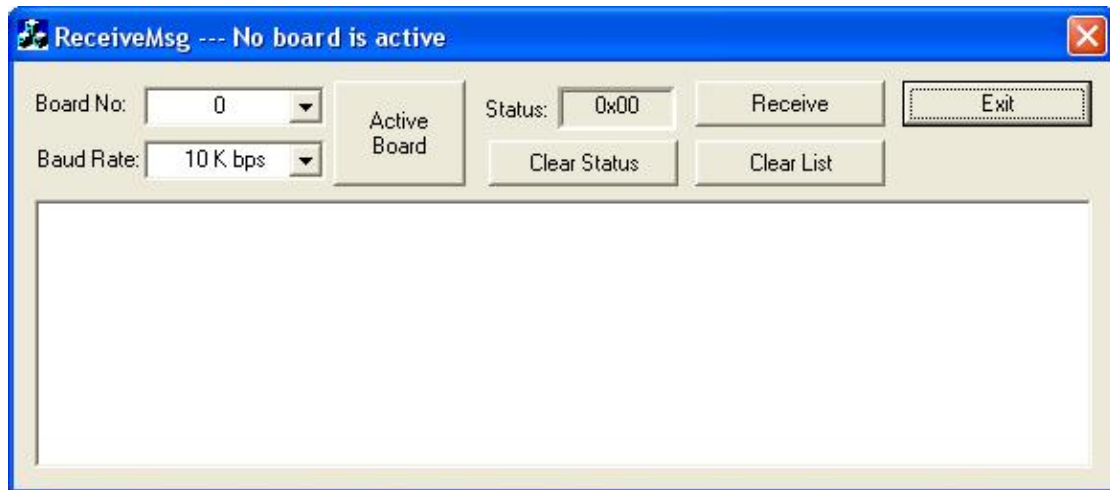 ReceiveMsg --- No board is active
Board No:
0
Active
Board
Status:
0x00
Receive
Exit
Baud Rate:
10 K bps
Clear Status
Clear List